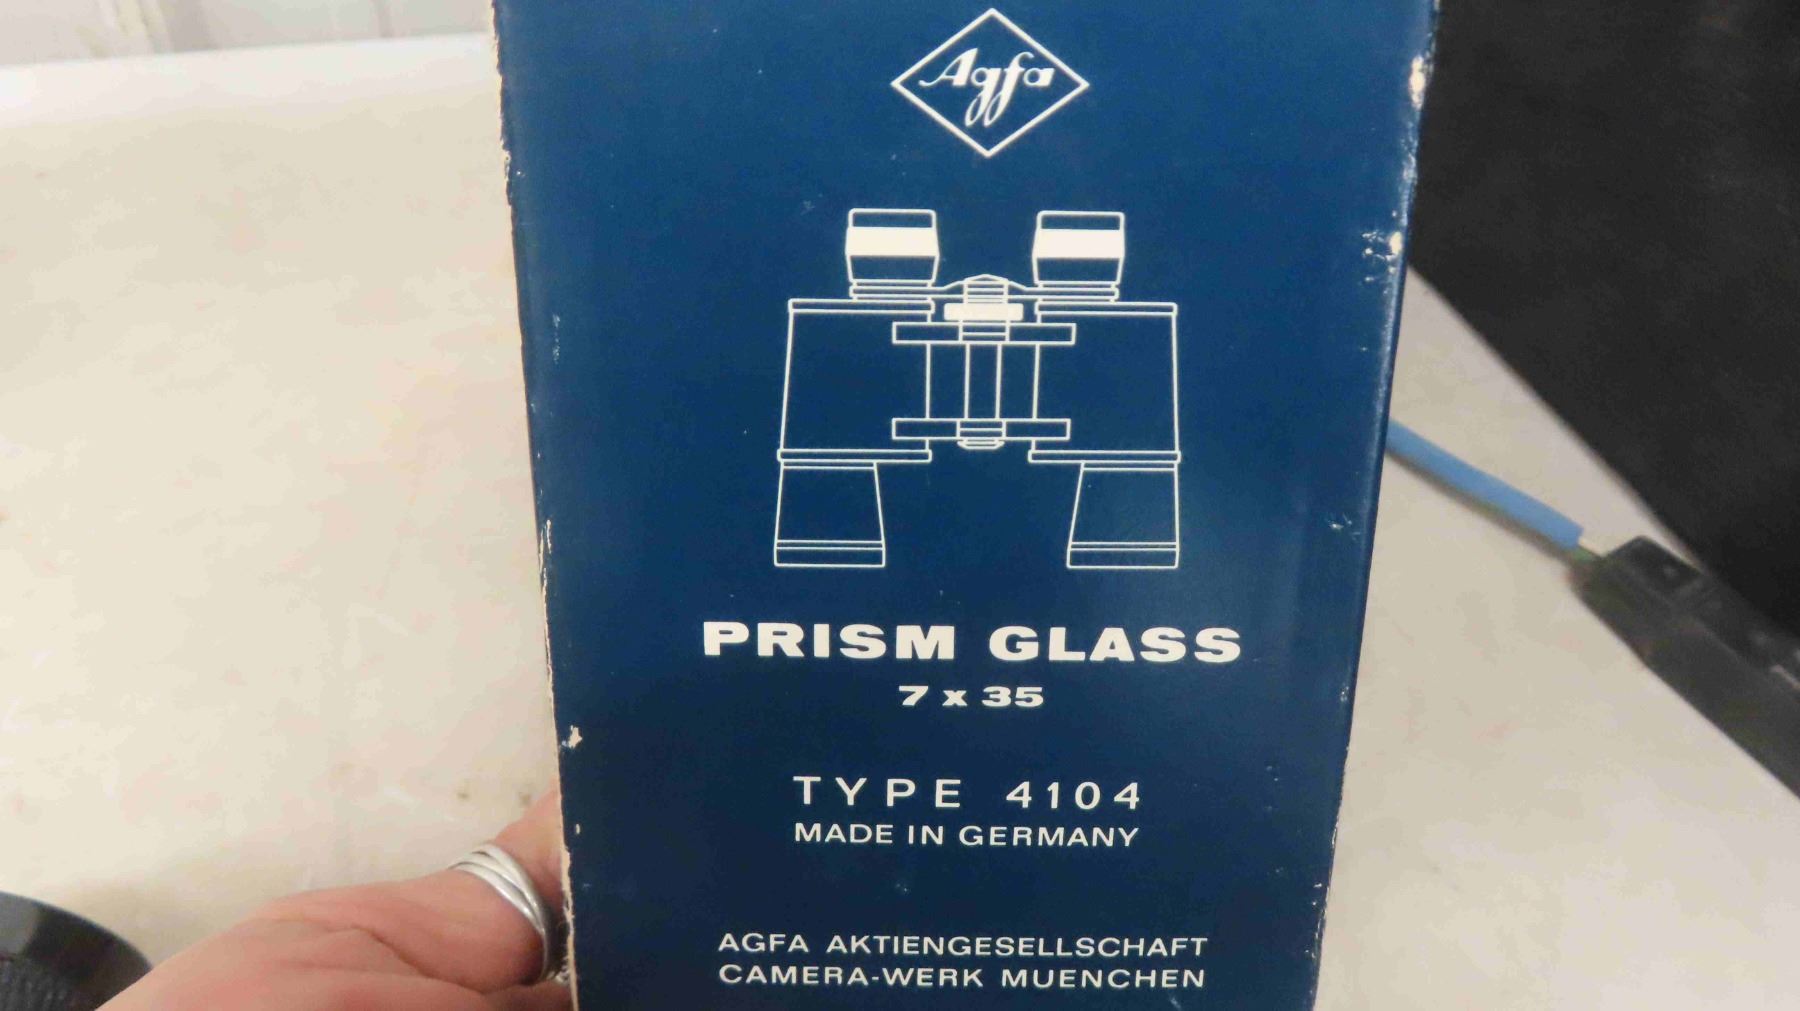 Agfa
PRISM GLASS
7 x 35
TYPE 4104
MADE IN GERMANY
AGFA AKTIENGESELLSCHAFT
CAMERA-WERK MUENCHEN